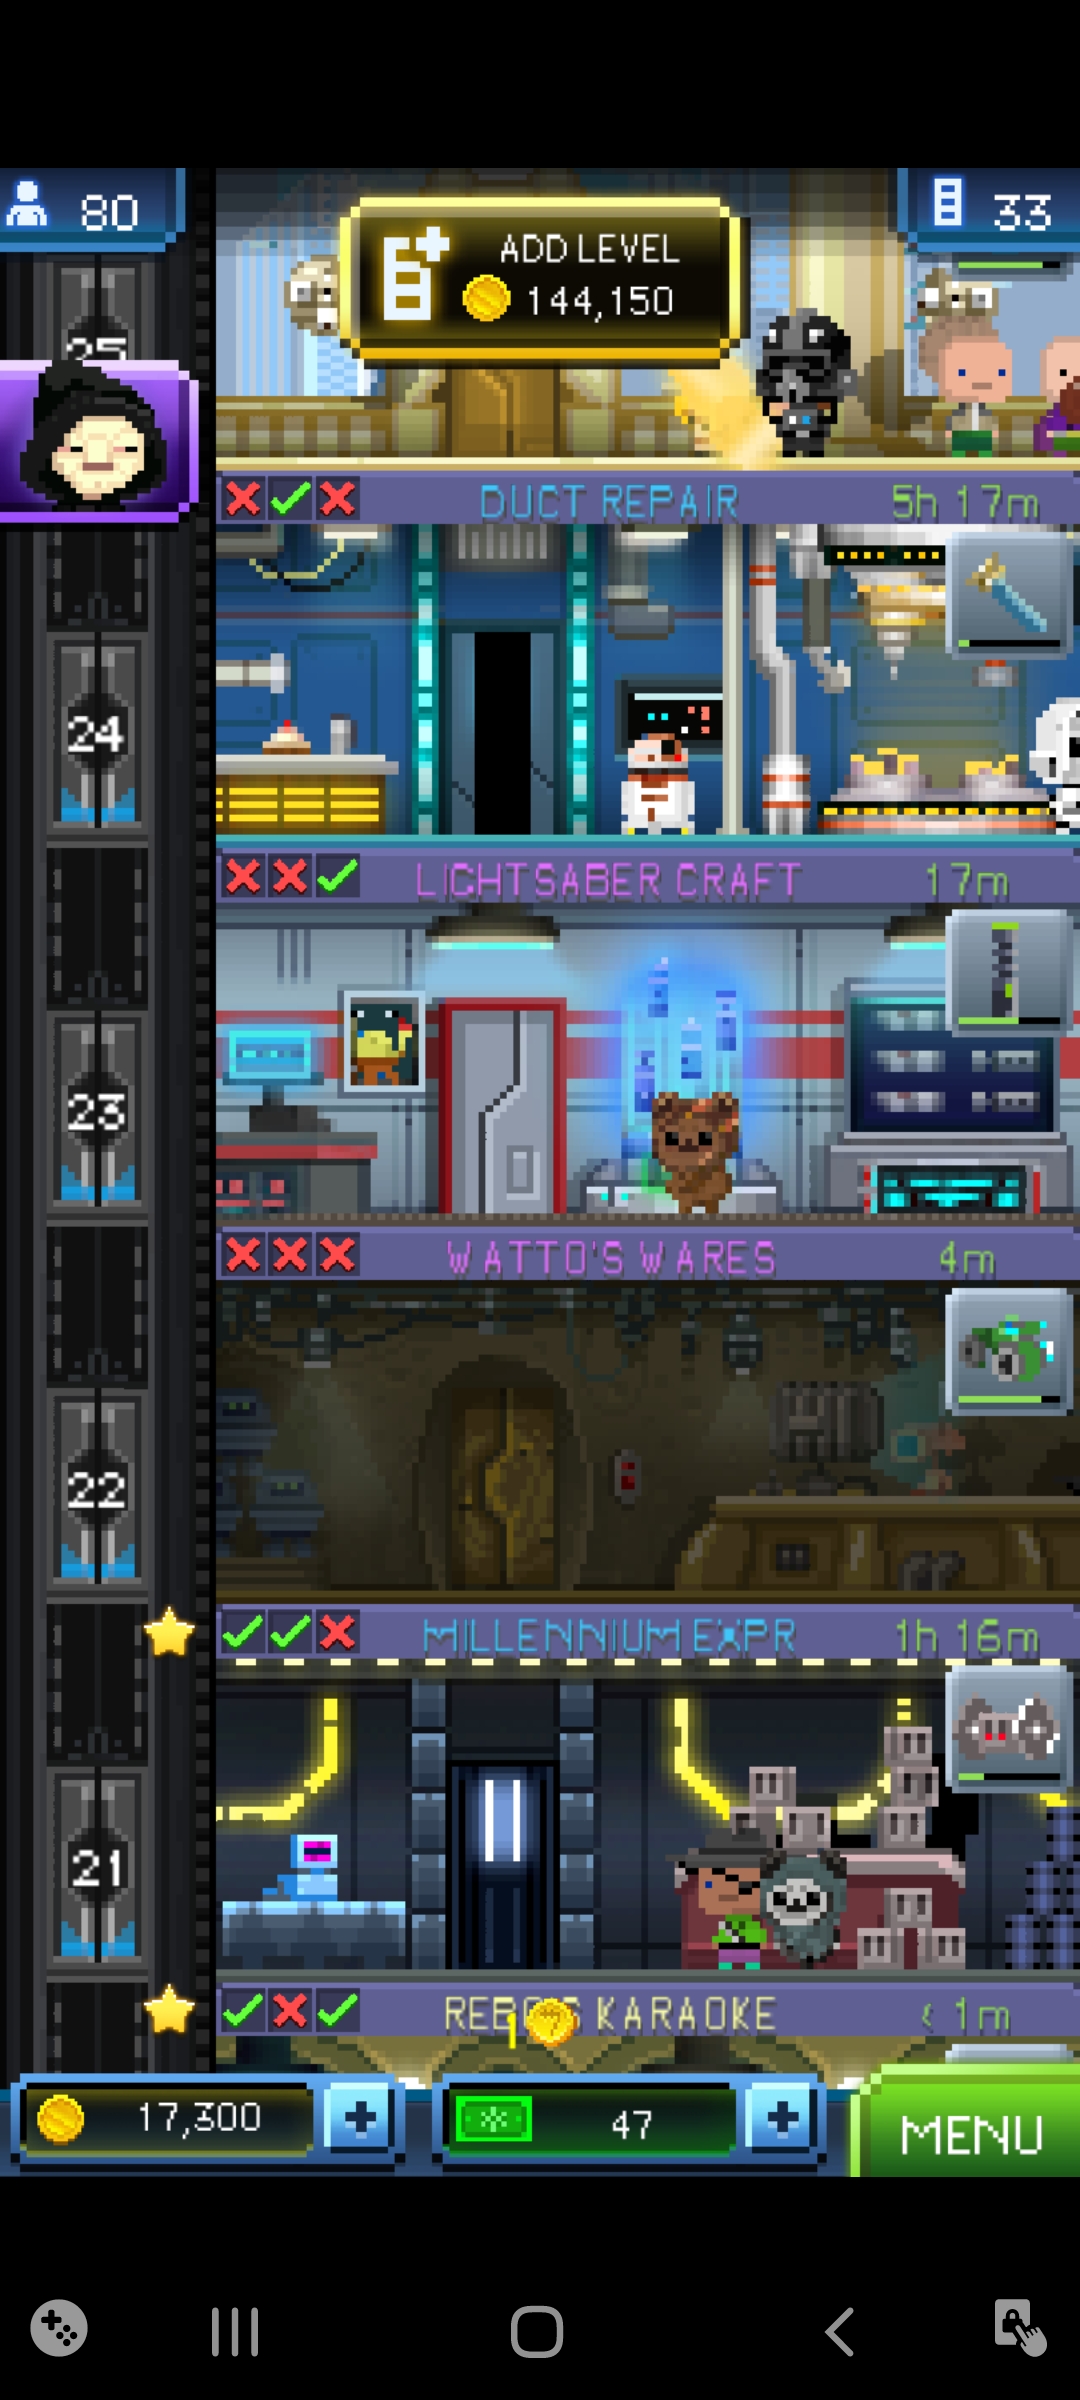 80
33
ADD LEVEL
144,150
25
DUCT REPAIR 5h 17m
24
LIGHTSABER CRAFT 17m
23
WATTO'S WARES 4m
22
MILLENNIUM EXPR 1h 16m
21
KARAOKE < 1m
1
17,300
47
MENU